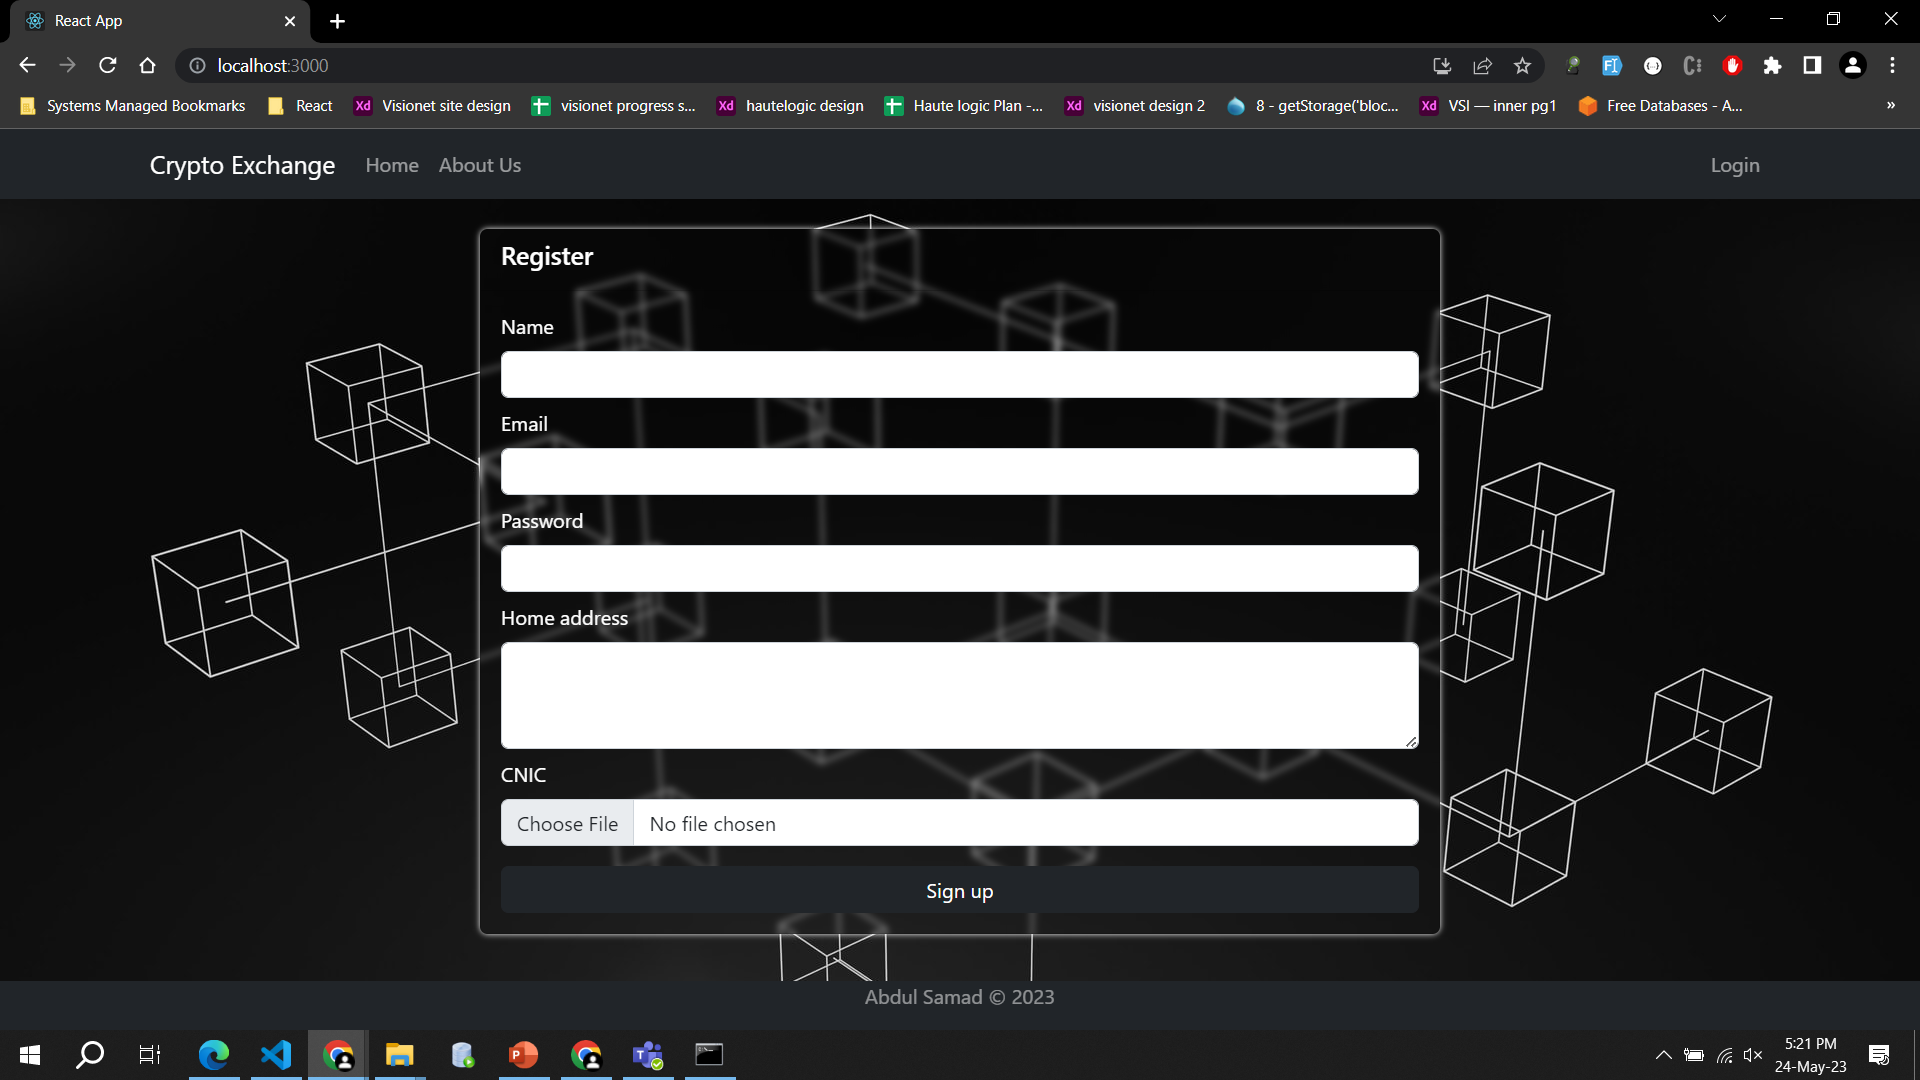 React App
localhost:3000
Systems Managed Bookmarks React Visionet site design visionet progress s... hautelogic design Haute logic Plan -... visionet design 2 8 - getStorage('bloc... VSI — inner pg1 Free Databases - A... »
Crypto Exchange Home About Us Login
Register
Name
Email
Password
Home address
CNIC
Choose File No file chosen
Sign up
Abdul Samad © 2023
5:21 PM
24-May-23